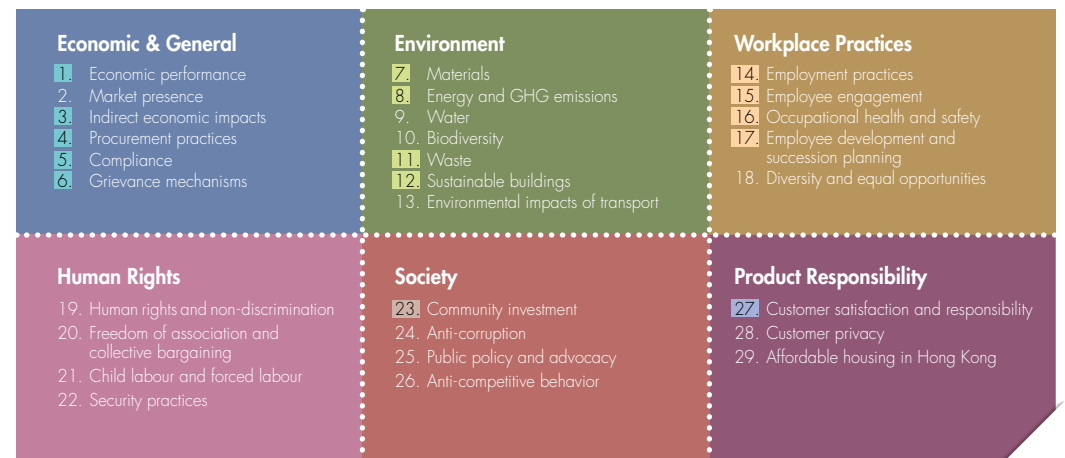 Economic & General
1. Economic performance
2. Market presence
3. Indirect economic impacts
4. Procurement practices
5. Compliance
6. Grievance mechanisms
Environment
7. Materials
8. Energy and GHG emissions
9. Water
10. Biodiversity
11. Waste
12. Sustainable buildings
13. Environmental impacts of transport
Workplace Practices
14. Employment practices
15. Employee engagement
16. Occupational health and safety
17. Employee development and
succession planning
18. Diversity and equal opportunities
Human Rights
19. Human rights and non-discrimination
20. Freedom of association and
collective bargaining
21. Child labour and forced labour
22. Security practices
Society
23. Community investment
24. Anti-corruption
25. Public policy and advocacy
26. Anti-competitive behavior
Product Responsibility
27. Customer satisfaction and responsibility
28. Customer privacy
29. Affordable housing in Hong Kong